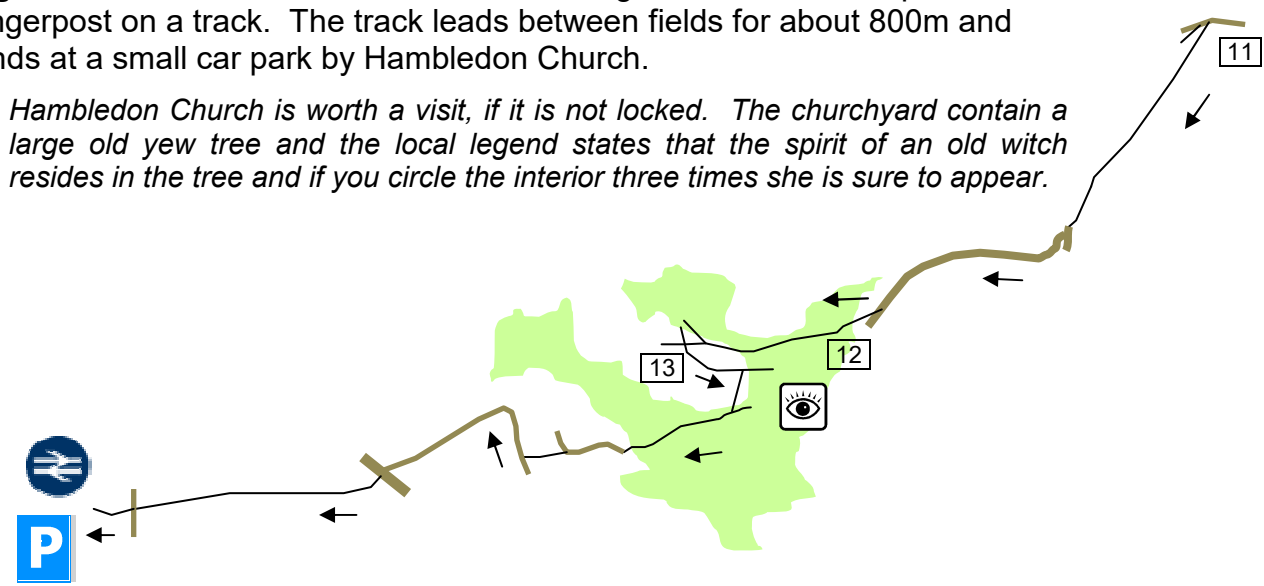 ngerpost on a track. The track leads between fields for about 800m and
nds at a small car park by Hambledon Church.
Hambledon Church is worth a visit, if it is not locked. The churchyard contain a
large old yew tree and the local legend states that the spirit of an old witch
resides in the tree and if you circle the interior three times she is sure to appear.
11
12
13
P